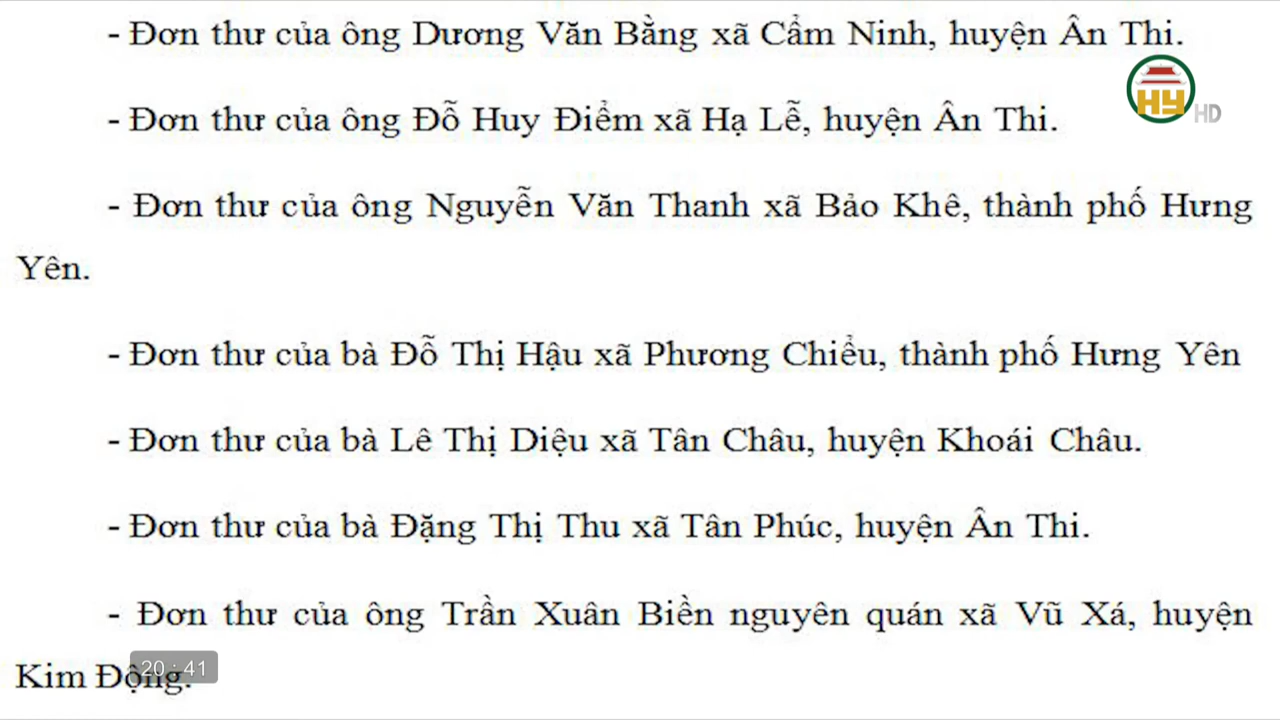 - Đơn thư của ông Dương Văn Bằng xã Cẩm Ninh, huyện Ân Thi.
HY HD
- Đơn thư của ông Đỗ Huy Điểm xã Hạ Lễ, huyện Ân Thi.
- Đơn thư của ông Nguyễn Văn Thanh xã Bảo Khê, thành phố Hưng
Yên.
- Đơn thư của bà Đỗ Thị Hậu xã Phương Chiểu, thành phố Hưng Yên
- Đơn thư của bà Lê Thị Diệu xã Tân Châu, huyện Khoái Châu.
- Đơn thư của bà Đặng Thị Thu xã Tân Phúc, huyện Ân Thi.
- Đơn thư của ông Trần Xuân Biền nguyên quán xã Vũ Xá, huyện
Kim Động.
20 : 41